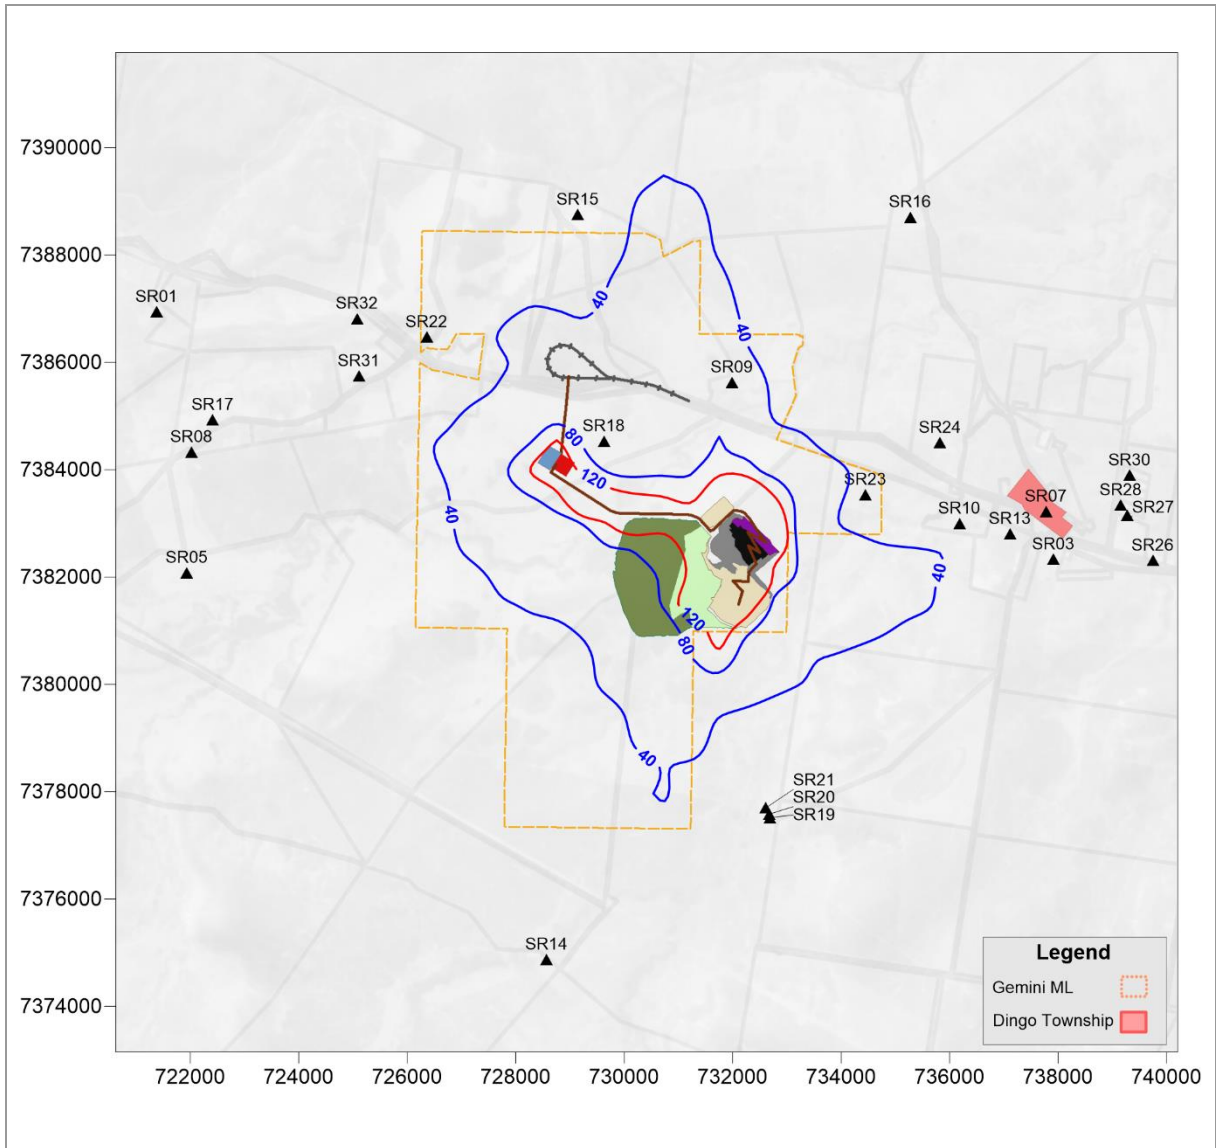 7390000
7388000
7386000
7384000
7382000
7380000
7378000
7376000
7374000
722000
724000
726000
728000
730000
732000
734000
736000
738000
740000
SR15
SR16
SR01
SR32
SR22
SR31
SR09
SR17
SR08
SR18
SR24
SR23
SR10
SR13
SR07
SR30
SR28
SR27
SR03
SR26
SR05
SR21
SR20
SR19
SR14
40
40
40
40
40
80
80
120
120
Legend
Gemini ML
Dingo Township